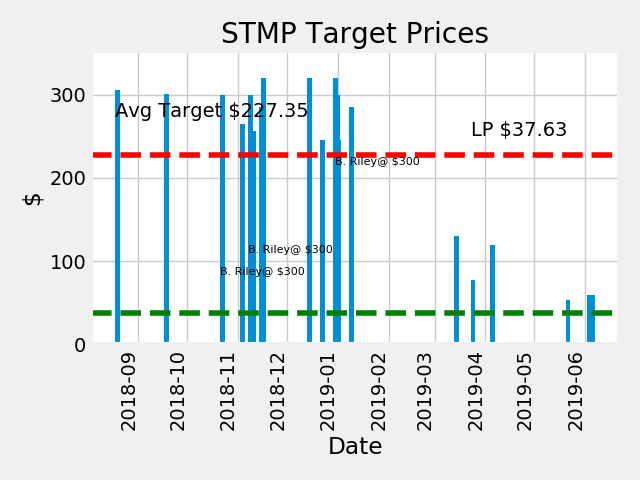 STMP Target Prices
300
Avg Target $227.35
LP $37.63
B. Riley@ $300
200
$
B. Riley@ $300
100
B. Riley@ $300
0
2018-09
2018-10
2018-11
2018-12
2019-01
2019-02
2019-03
2019-04
2019-05
2019-06
Date